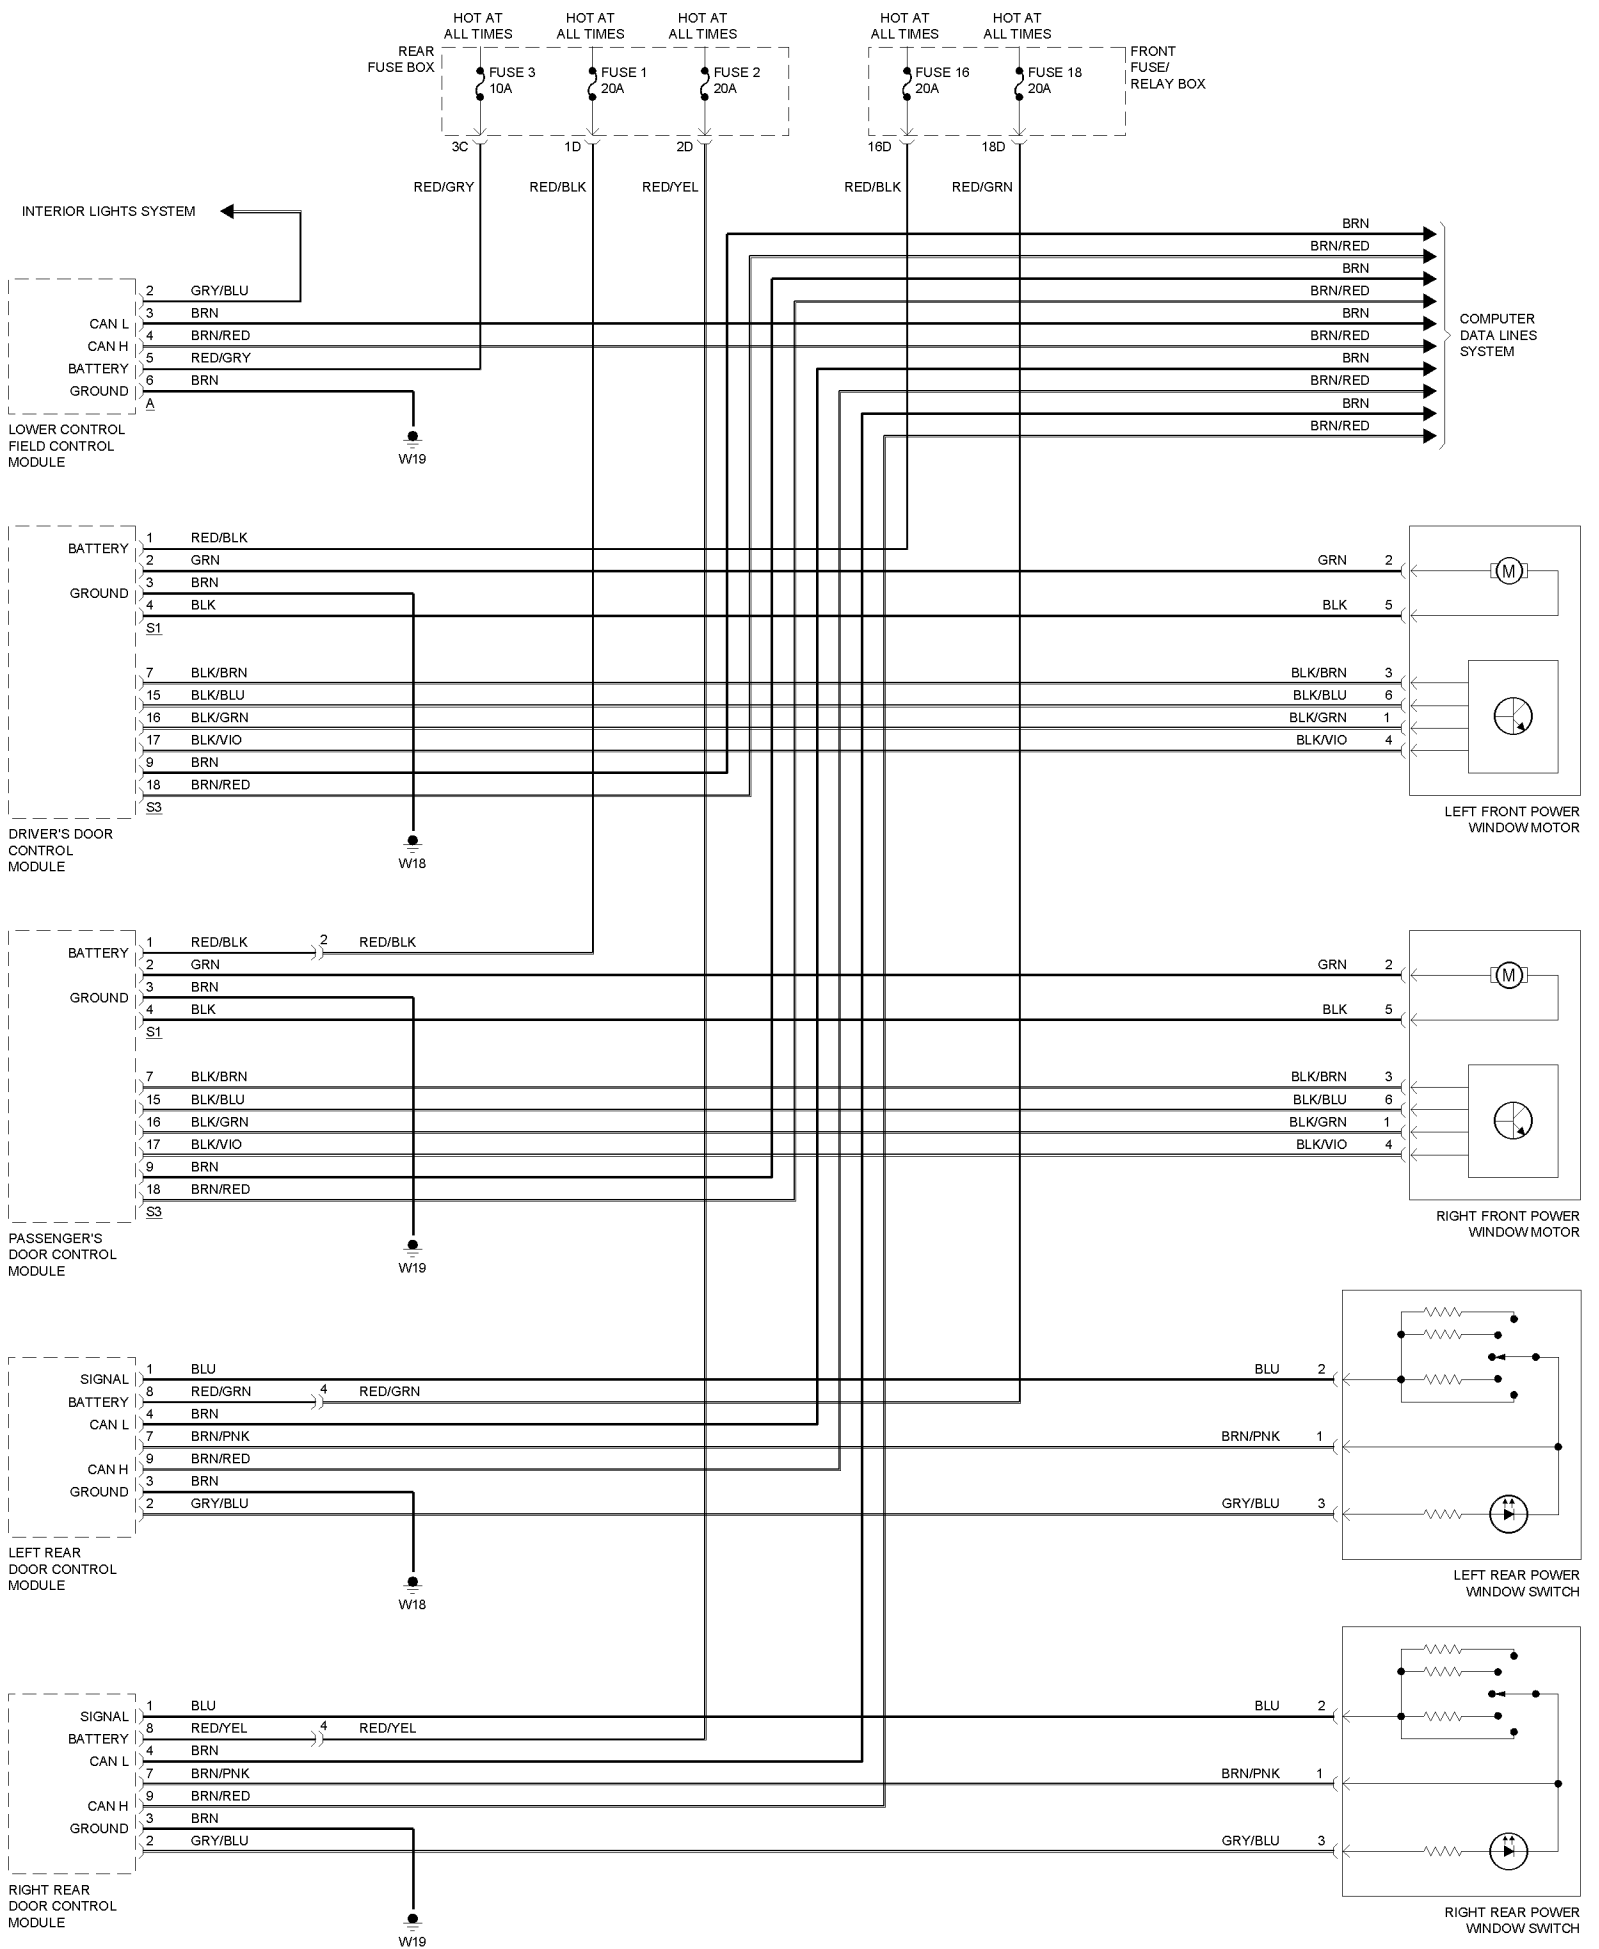 HOT AT
ALL TIMES
HOT AT
ALL TIMES
HOT AT
ALL TIMES
HOT AT
ALL TIMES
HOT AT
ALL TIMES
REAR
FUSE BOX
FUSE 3
10A
FUSE 1
20A
FUSE 2
20A
FUSE 16
20A
FUSE 18
20A
FRONT
FUSE/
RELAY BOX
3C
1D
2D
16D
18D
RED/GRY
RED/BLK
RED/YEL
RED/BLK
RED/GRN
INTERIOR LIGHTS SYSTEM
BRN
BRN/RED
BRN
BRN/RED
BRN
BRN/RED
BRN
BRN/RED
BRN
BRN/RED
COMPUTER
DATA LINES
SYSTEM
2 GRY/BLU
CAN L 3 BRN
CAN H 4 BRN/RED
BATTERY 5 RED/GRY
GROUND 6 BRN
A
LOWER CONTROL
FIELD CONTROL
MODULE
W19
BATTERY 1 RED/BLK
2 GRN GRN 2
GROUND 3 BRN
4 BLK BLK 5
S1
M
7 BLK/BRN BLK/BRN 3
15 BLK/BLU BLK/BLU 6
16 BLK/GRN BLK/GRN 1
17 BLK/VIO BLK/VIO 4
9 BRN
18 BRN/RED
S3
DRIVER'S DOOR
CONTROL
MODULE
W18
LEFT FRONT POWER
WINDOW MOTOR
BATTERY 1 RED/BLK 2 RED/BLK
2 GRN GRN 2
GROUND 3 BRN
4 BLK BLK 5
S1
M
7 BLK/BRN BLK/BRN 3
15 BLK/BLU BLK/BLU 6
16 BLK/GRN BLK/GRN 1
17 BLK/VIO BLK/VIO 4
9 BRN
18 BRN/RED
S3
PASSENGER'S
DOOR CONTROL
MODULE
W19
RIGHT FRONT POWER
WINDOW MOTOR
SIGNAL 1 BLU BLU 2
BATTERY 8 RED/GRN 4 RED/GRN
CAN L 4 BRN
7 BRN/PNK BRN/PNK 1
CAN H 9 BRN/RED
GROUND 3 BRN
2 GRY/BLU GRY/BLU 3
LEFT REAR
DOOR CONTROL
MODULE
W18
LEFT REAR POWER
WINDOW SWITCH
SIGNAL 1 BLU BLU 2
BATTERY 8 RED/YEL 4 RED/YEL
CAN L 4 BRN
7 BRN/PNK BRN/PNK 1
CAN H 9 BRN/RED
GROUND 3 BRN
2 GRY/BLU GRY/BLU 3
RIGHT REAR
DOOR CONTROL
MODULE
W19
RIGHT REAR POWER
WINDOW SWITCH